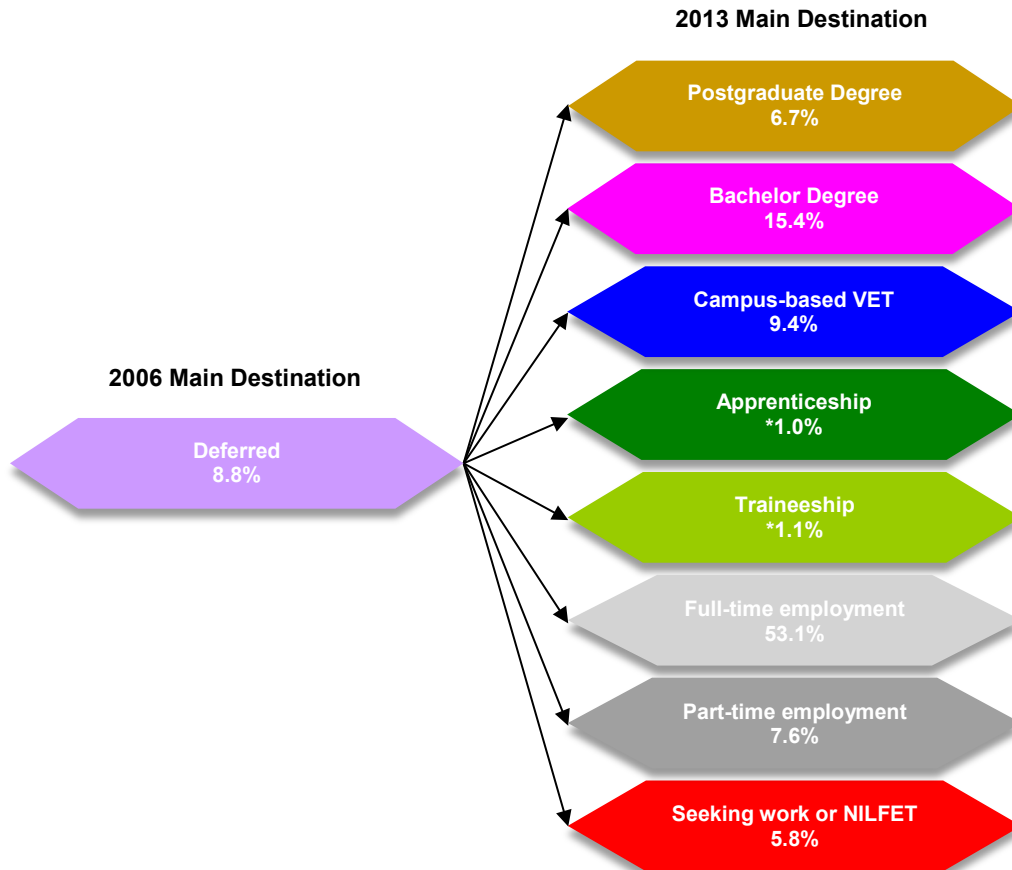 2013 Main Destination
Postgraduate Degree
6.7%
Bachelor Degree
15.4%
Campus-based VET
9.4%
2006 Main Destination
Deferred
8.8%
Apprenticeship
*1.0%
Traineeship
*1.1%
Full-time employment
53.1%
Part-time employment
7.6%
Seeking work or NILFET
5.8%